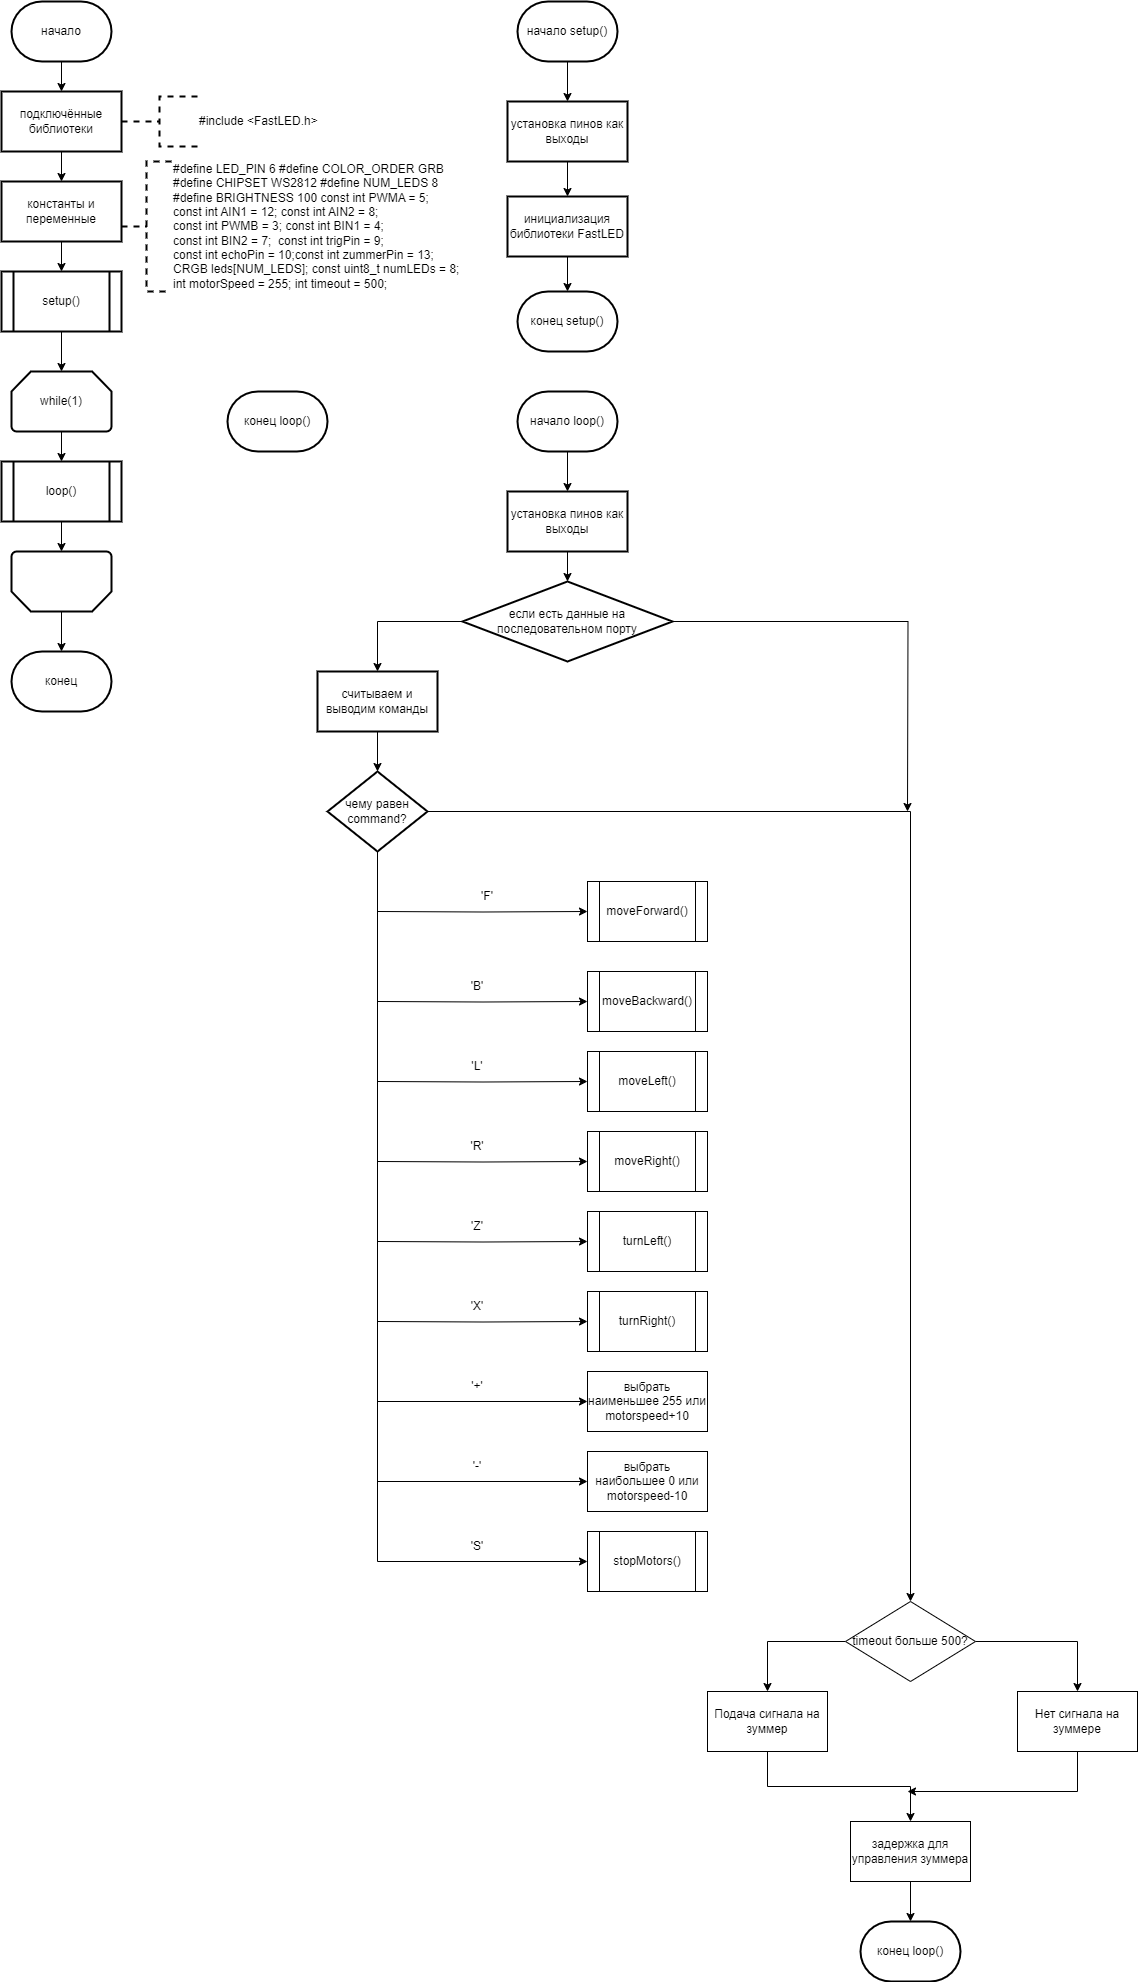 начало
подключённые
библиотеки
#include <FastLED.h>
константы и
переменные
#define LED_PIN 6 #define COLOR_ORDER GRB
#define CHIPSET WS2812 #define NUM_LEDS 8
#define BRIGHTNESS 100 const int PWMA = 5;
const int AIN1 = 12; const int AIN2 = 8;
const int PWMB = 3; const int BIN1 = 4;
const int BIN2 = 7;  const int trigPin = 9;
const int echoPin = 10;const int zummerPin = 13;
CRGB leds[NUM_LEDS]; const uint8_t numLEDs = 8;
int motorSpeed = 255; int timeout = 500;
setup()
while(1)
loop()
конец
начало setup()
установка пинов как
выходы
инициализация
библиотеки FastLED
конец setup()
конец loop()
начало loop()
установка пинов как
выходы
если есть данные на
последовательном порту
считываем и
выводим команды
чему равен
command?
'F'
moveForward()
'B'
moveBackward()
'L'
moveLeft()
'R'
moveRight()
'Z'
turnLeft()
'X'
turnRight()
'+'
выбрать
наименьшее 255 или
motorspeed+10
'-'
выбрать
наибольшее 0 или
motorspeed-10
'S'
stopMotors()
timeout больше 500?
Подача сигнала на
зуммер
Нет сигнала на
зуммере
задержка для
управления зуммера
конец loop()